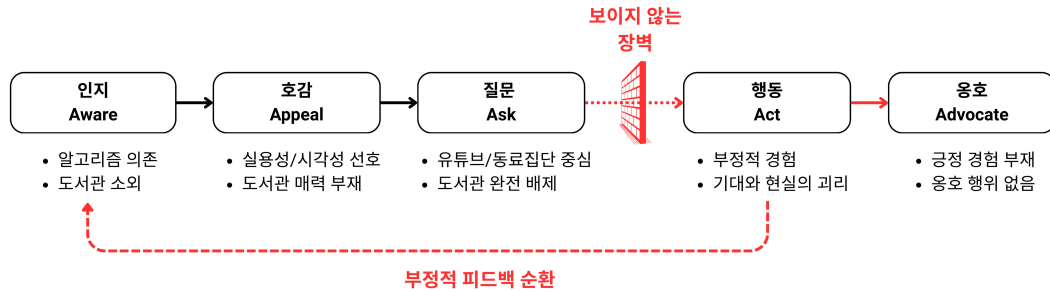 보이지 않는
장벽
인지
Aware
호감
Appeal
질문
Ask
행동
Act
옹호
Advocate
• 알고리즘 의존
• 도서관 소외
• 실용성/시각성 선호
• 도서관 매력 부재
• 유튜브/동료집단 중심
• 도서관 완전 배제
• 부정적 경험
• 기대와 현실의 괴리
• 긍정 경험 부재
• 옹호 행위 없음
부정적 피드백 순환